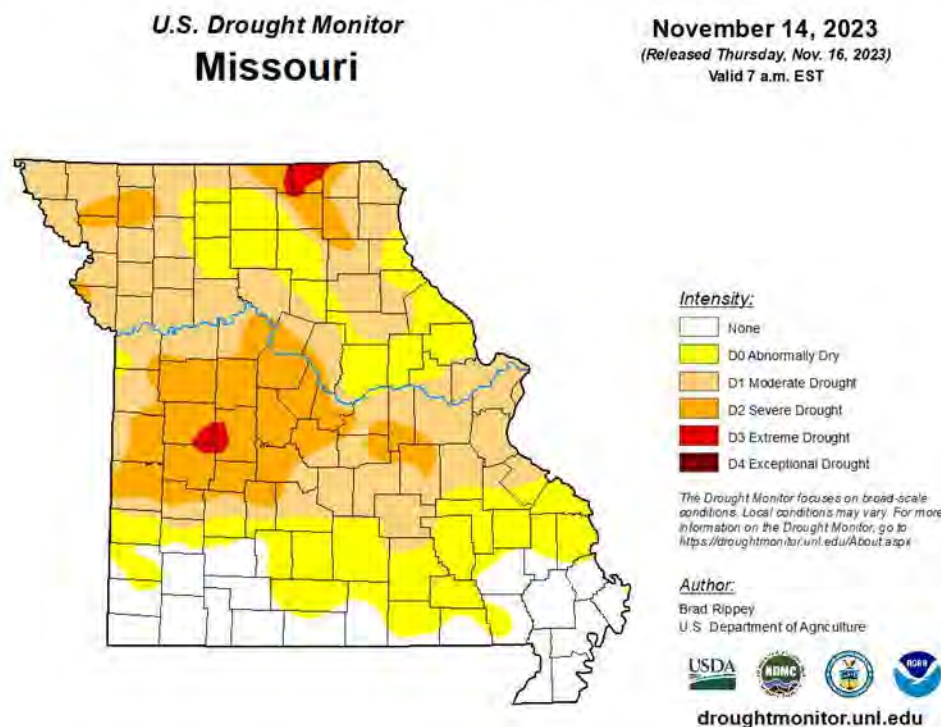 U.S. Drought Monitor
Missouri
November 14, 2023
(Released Thursday, Nov. 16, 2023)
Valid 7 a.m. EST
Intensity:
None
D0 Abnormally Dry
D1 Moderate Drought
D2 Severe Drought
D3 Extreme Drought
D4 Exceptional Drought
The Drought Monitor focuses on broad-scale
conditions. Local conditions may vary. For more
information on the Drought Monitor, go to
https://droughtmonitor.unl.edu/About.aspx
Author:
Brad Rippey
U.S. Department of Agriculture
USDA
NDMC
NOAA
droughtmonitor.unl.edu